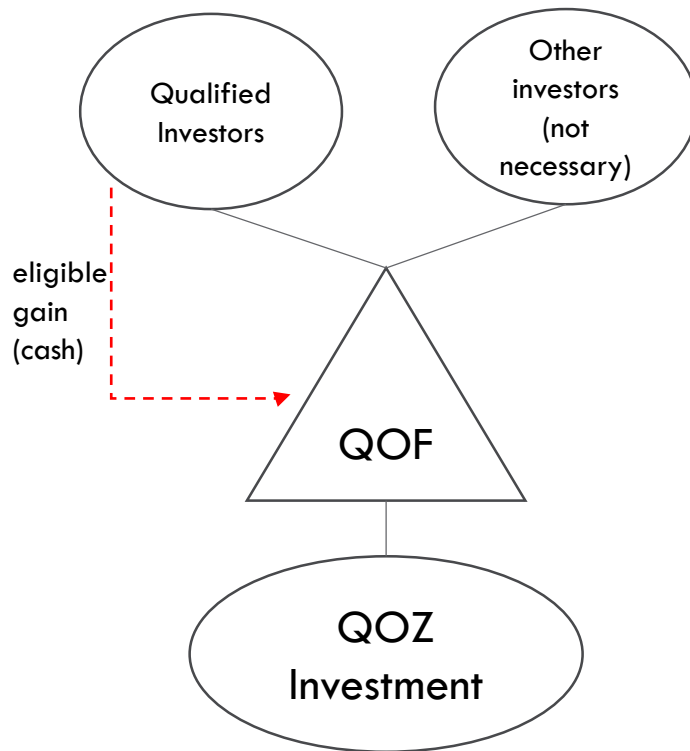 Qualified
Investors
Other
investors
(not
necessary)
eligible
gain
(cash)
QOF
QOZ
Investment